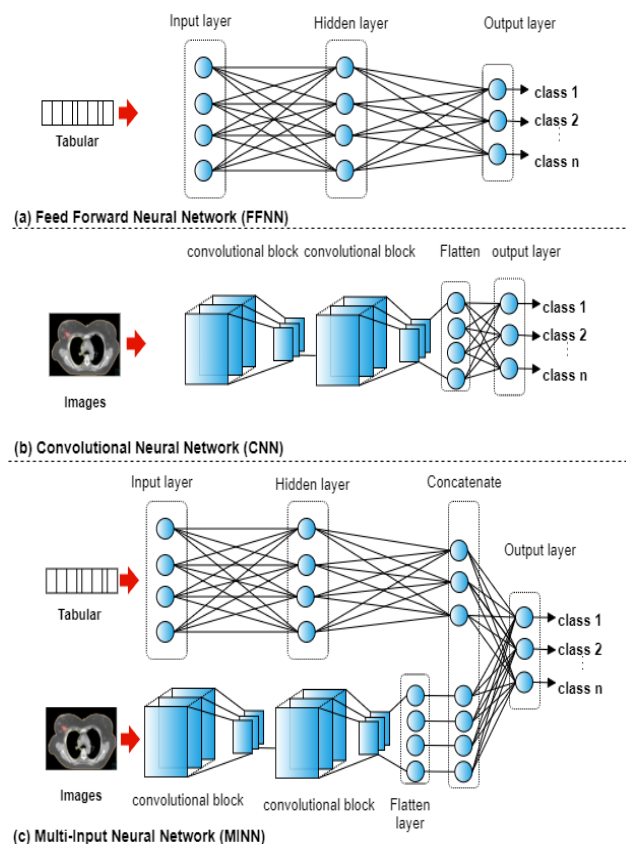 Input layer
Hidden layer
Output layer
Tabular
class 1
class 2
class n
(a) Feed Forward Neural Network (FFNN)
convolutional block
convolutional block
Flatten
output layer
Images
class 1
class 2
class n
(b) Convolutional Neural Network (CNN)
Input layer
Hidden layer
Concatenate
Output layer
Tabular
class 1
class 2
class n
Images
convolutional block
convolutional block
Flatten
layer
(c) Multi-Input Neural Network (MINN)